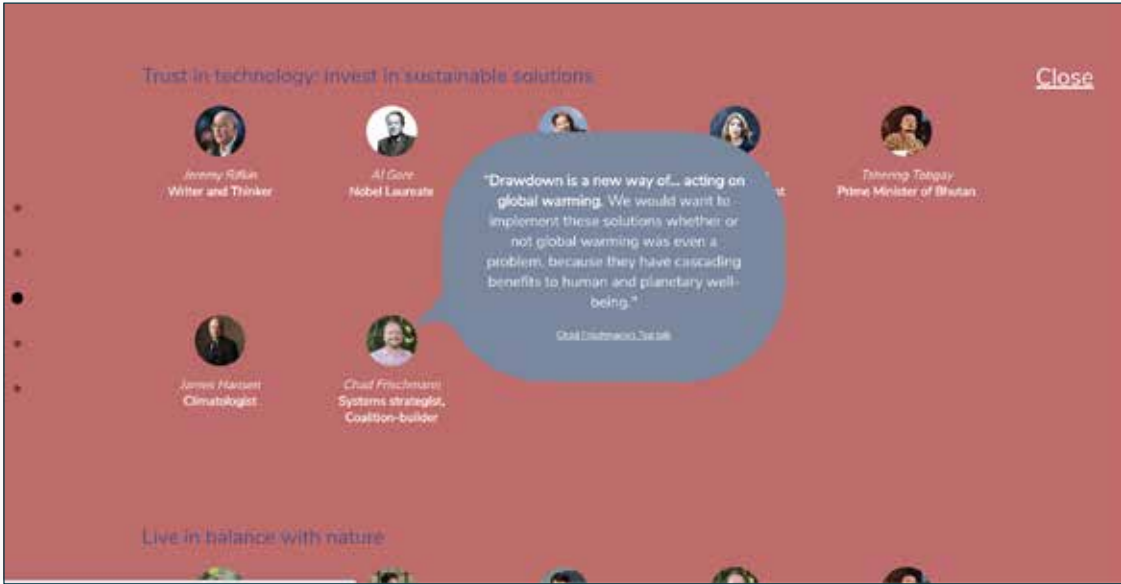 Trust in technology: invest in sustainable solutions
Close
Jeremy Rifkin
Writer and Thinker
Al Gore
Nobel Laureate
Tshering Tobgay
Prime Minister of Bhutan
"Drawdown is a new way of... acting on
global warming. We would want to
implement these solutions whether or
not global warming was even a
problem, because they have cascading
benefits to human and planetary well-
being."
Chad Frischmann's Ted talk
James Hansen
Climatologist
Chad Frischmann
Systems strategist,
Coalition-builder
Live in balance with nature